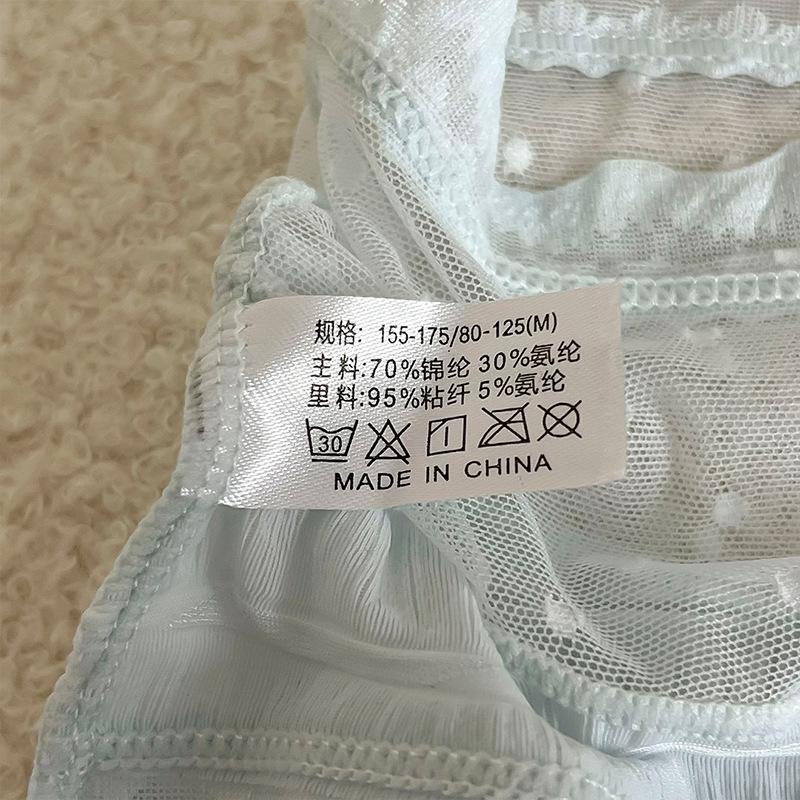 规格: 155-175/80-125(M)
主料:70%锦纶 30%氨纶
里料:95%粘纤 5%氨纶
30
MADE IN CHINA